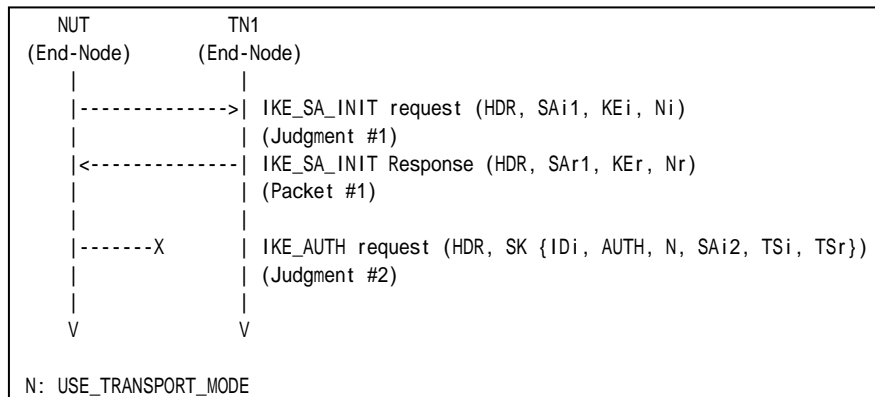 NUT              TN1
(End-Node)        (End-Node)
|                 |
|-------------->| IKE_SA_INIT request (HDR, SAi1, KEi, Ni)
|                 | (Judgment #1)
|<--------------| IKE_SA_INIT Response (HDR, SAr1, KEr, Nr)
|                 | (Packet #1)
|                 |
|-------X         | IKE_AUTH request (HDR, SK {IDi, AUTH, N, SAi2, TSi, TSr})
|                 | (Judgment #2)
|                 |
V                 V
N: USE_TRANSPORT_MODE